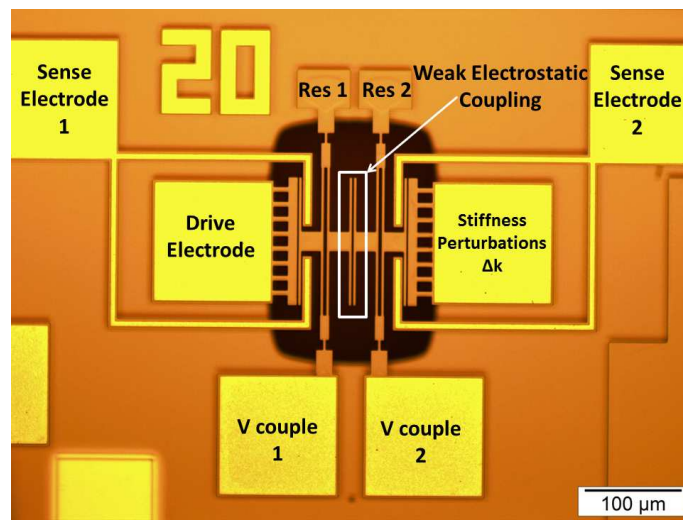 20
Sense
Electrode
1
Res 1
Res 2
Weak Electrostatic
Coupling
Sense
Electrode
2
Drive
Electrode
Stiffness
Perturbations
Δk
V couple
1
V couple
2
100 µm